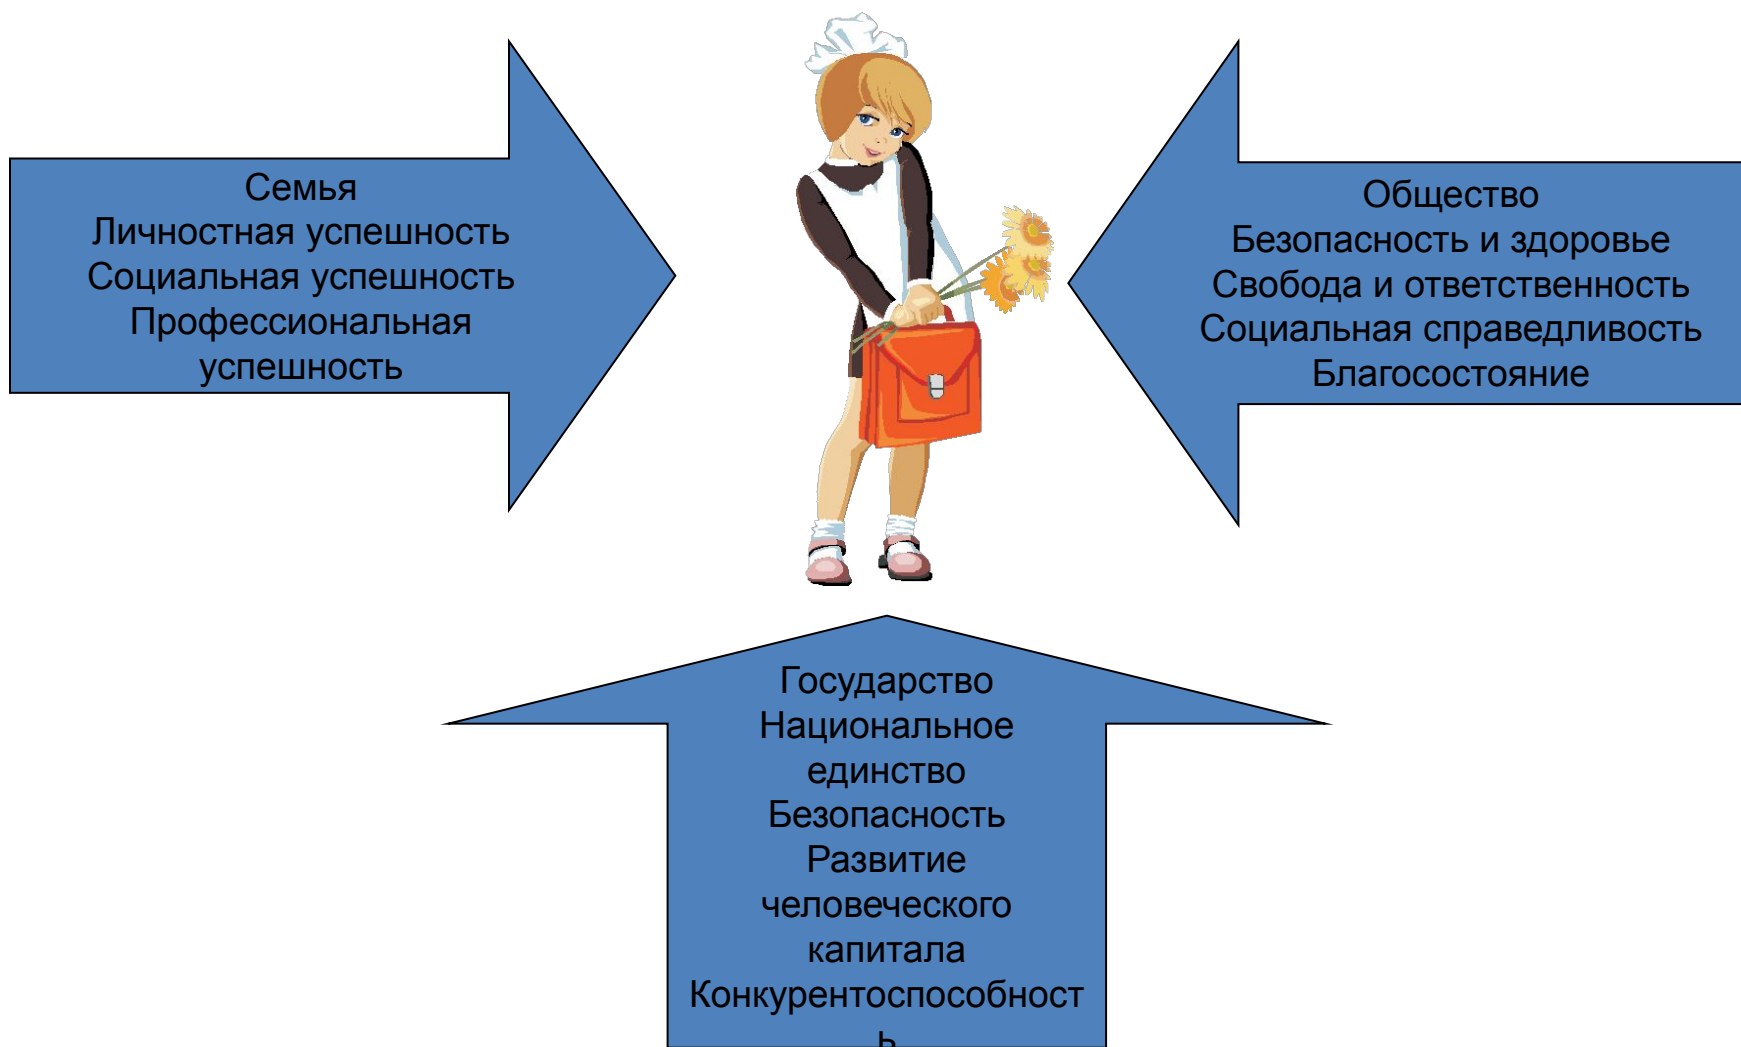 Семья
Личностная успешность
Социальная успешность
Профессиональная
успешность
Общество
Безопасность и здоровье
Свобода и ответственность
Социальная справедливость
Благосостояние
Государство
Национальное
единство
Безопасность
Развитие
человеческого
капитала
Конкурентоспособност
ь